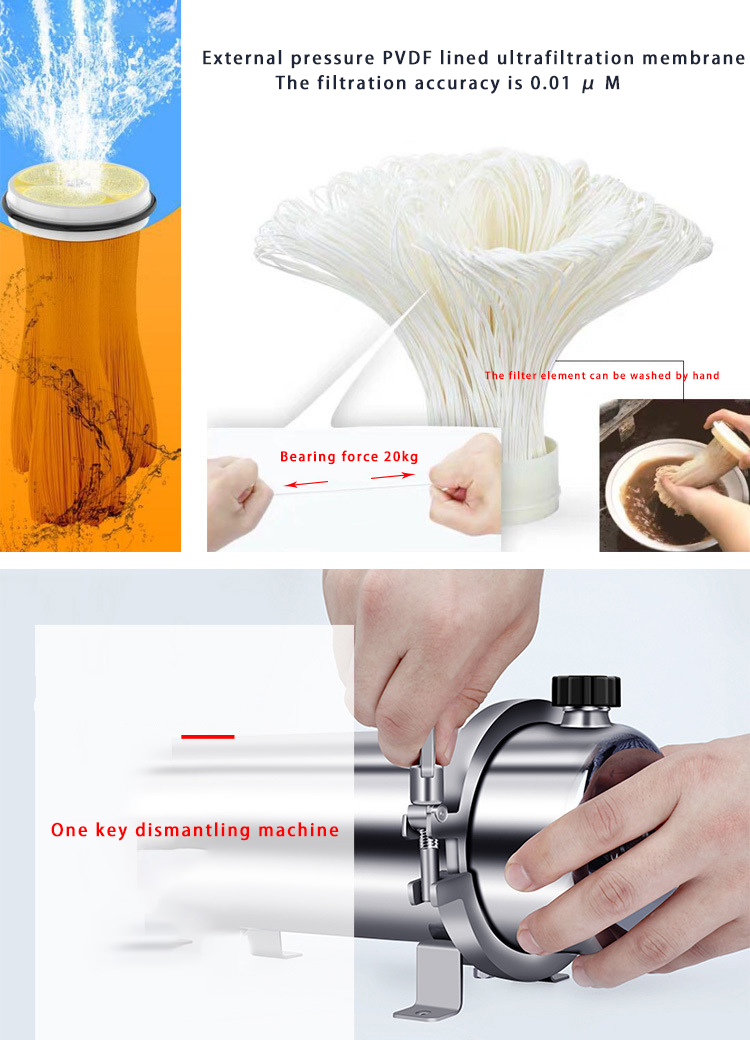 External pressure PVDF lined ultrafiltration membrane
The filtration accuracy is 0.01 μ M
The filter element can be washed by hand
Bearing force 20kg
One key dismantling machine